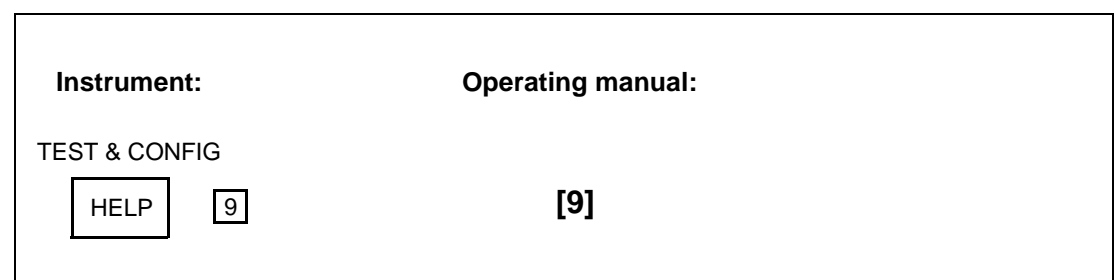 Instrument: Operating manual:
TEST & CONFIG
HELP 9 [9]